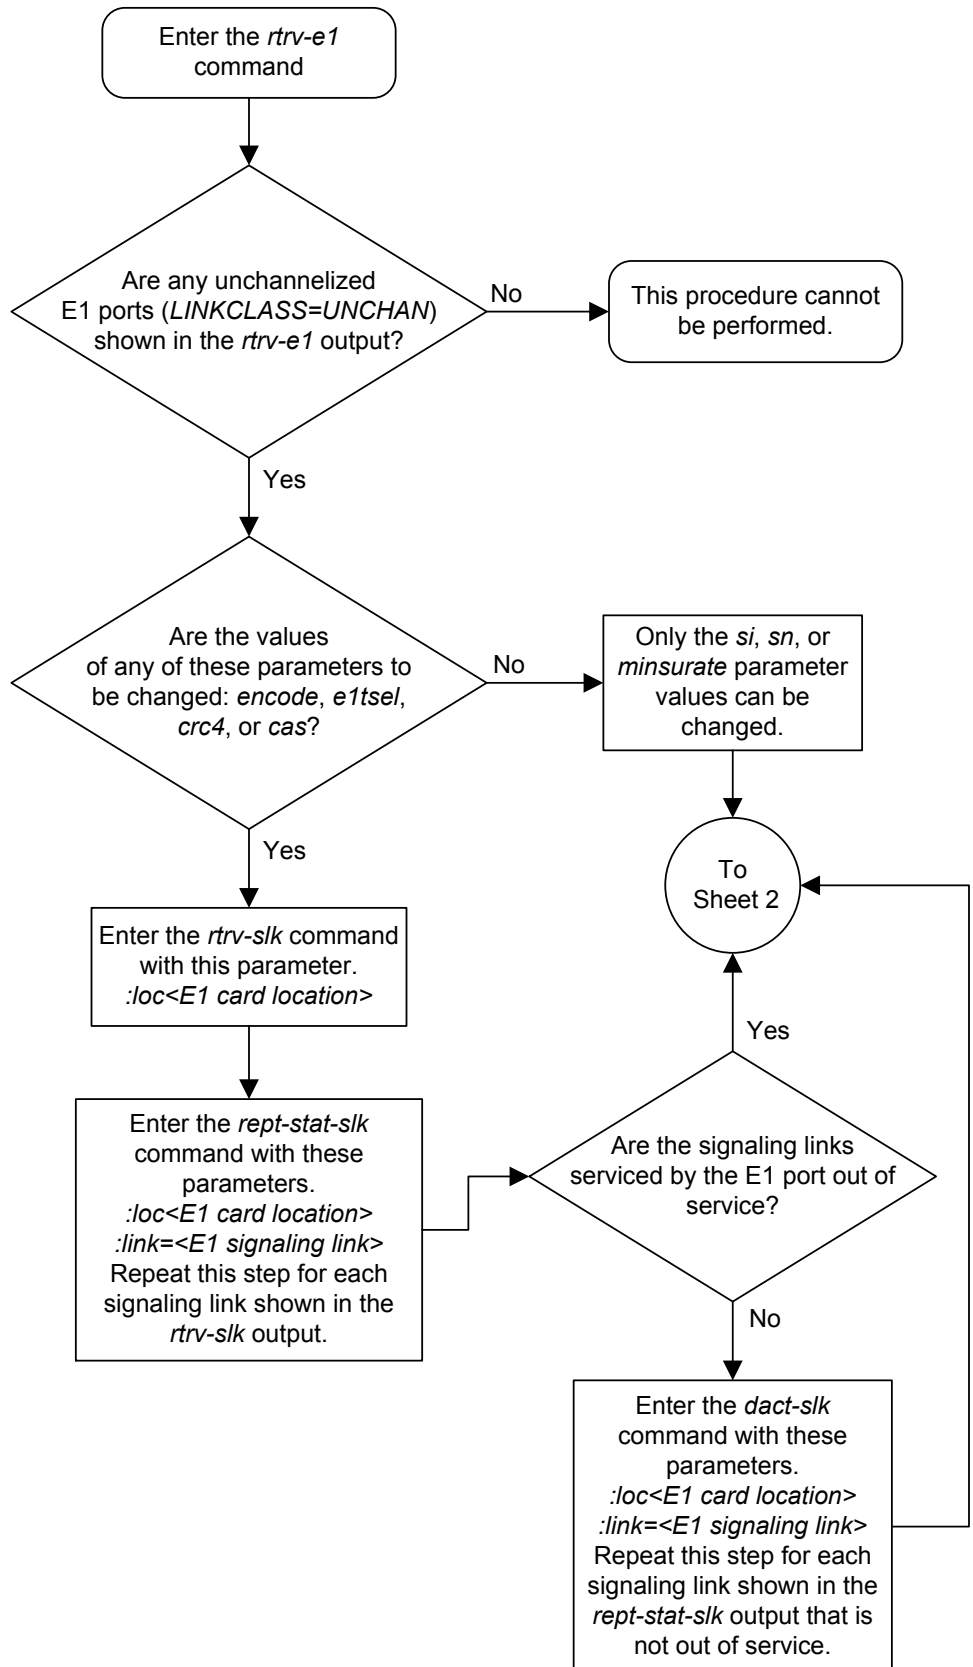 Enter the rtrv-e1
command
Are any unchannelized
E1 ports (LINKCLASS=UNCHAN)
shown in the rtrv-e1 output?
No
This procedure cannot
be performed.
Yes
Are the values
of any of these parameters to
be changed: encode, e1tsel,
crc4, or cas?
No
Only the si, sn, or
minsurate parameter
values can be
changed.
Yes
To
Sheet 2
Enter the rtrv-slk command
with this parameter.
:loc<E1 card location>
Enter the rept-stat-slk
command with these
parameters.
:loc<E1 card location>
:link=<E1 signaling link>
Repeat this step for each
signaling link shown in the
rtrv-slk output.
Yes
Are the signaling links
serviced by the E1 port out of
service?
No
Enter the dact-slk
command with these
parameters.
:loc<E1 card location>
:link=<E1 signaling link>
Repeat this step for each
signaling link shown in the
rept-stat-slk output that is
not out of service.